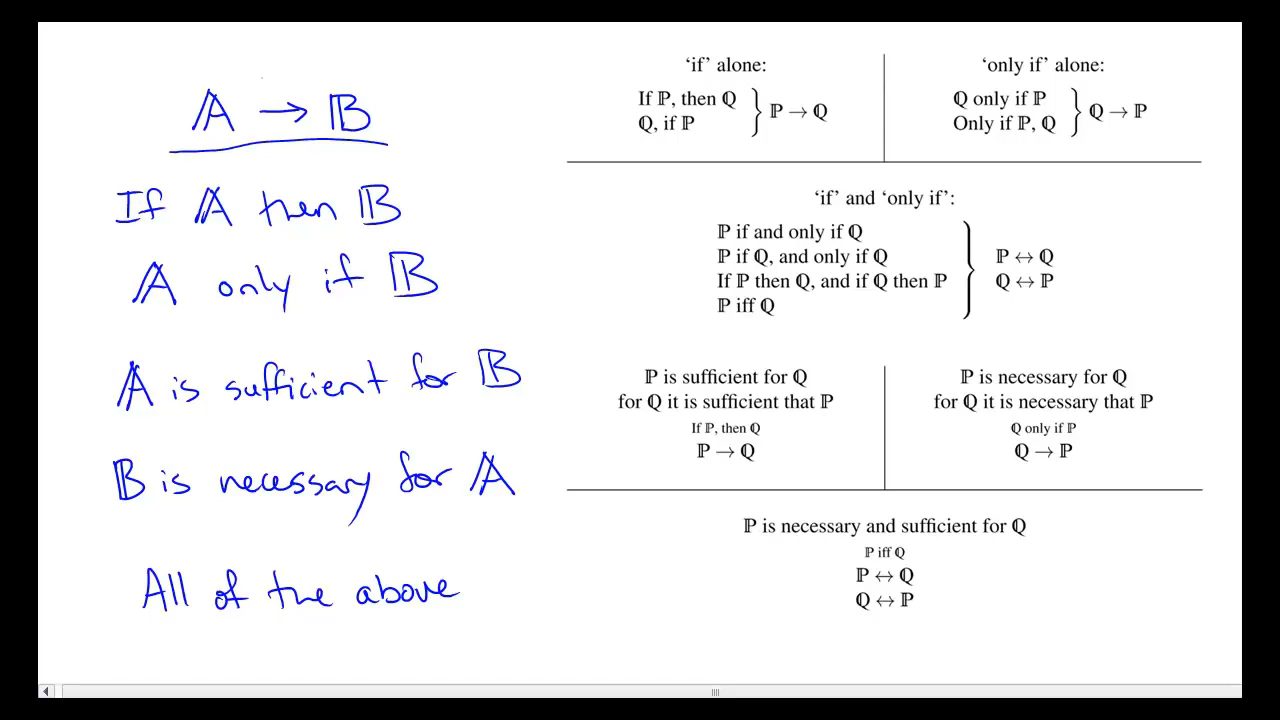 𝔸 → 𝔹
If 𝔸 then 𝔹
𝔸 only if 𝔹
𝔸 is sufficient for 𝔹
𝔹 is necessary for 𝔸
All of the above
‘if’ alone:
If ℙ, then ℚ
ℚ, if ℙ
} ℙ → ℚ
‘only if’ alone:
ℚ only if ℙ
Only if ℙ, ℚ
} ℚ → ℙ
‘if’ and ‘only if’:
ℙ if and only if ℚ
ℙ if ℚ, and only if ℚ
If ℙ then ℚ, and if ℚ then ℙ
ℙ iff ℚ
} ℙ ↔ ℚ
ℚ ↔ ℙ
ℙ is sufficient for ℚ
for ℚ it is sufficient that ℙ
If ℙ, then ℚ
ℙ → ℚ
ℙ is necessary for ℚ
for ℚ it is necessary that ℙ
ℚ only if ℙ
ℚ → ℙ
ℙ is necessary and sufficient for ℚ
ℙ iff ℚ
ℙ ↔ ℚ
ℚ ↔ ℙ